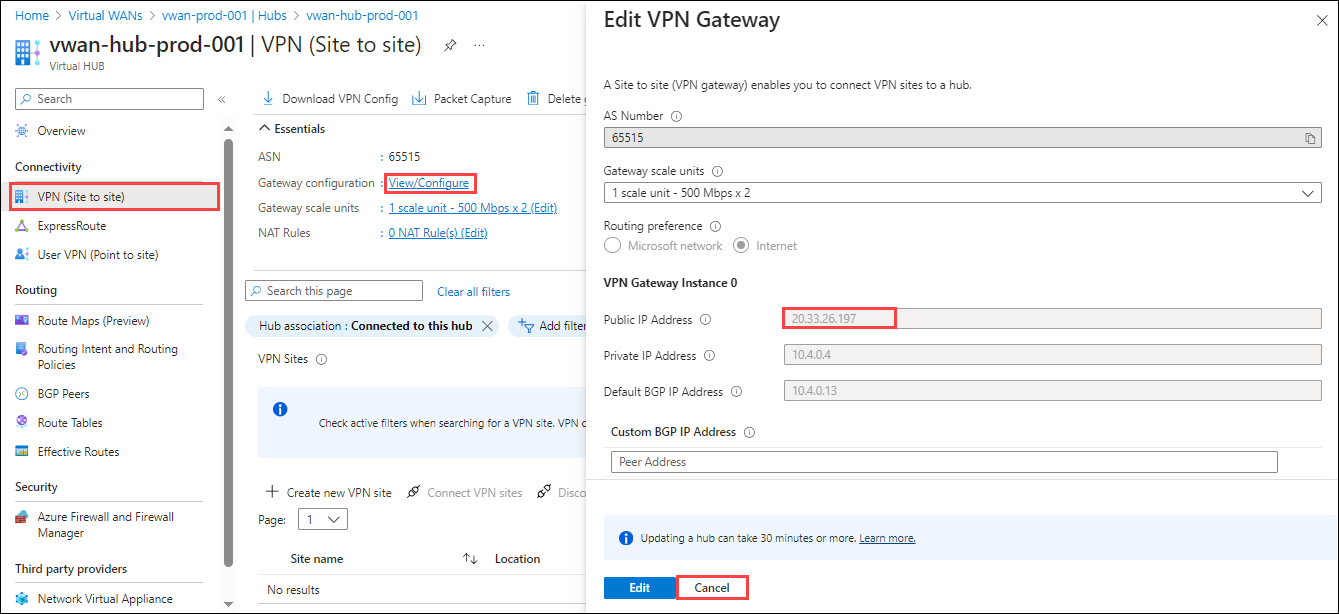 Home > Virtual WANs > vwan-prod-001 | Hubs > vwan-hub-prod-001
vwan-hub-prod-001 | VPN (Site to site)
Virtual HUB
Search
Overview
Connectivity
VPN (Site to site)
ExpressRoute
User VPN (Point to site)
Routing
Route Maps (Preview)
Routing Intent and Routing
Policies
BGP Peers
Route Tables
Effective Routes
Security
Azure Firewall and Firewall
Manager
Third party providers
Network Virtual Appliance
Download VPN Config
Packet Capture
Delete g
Essentials
ASN : 65515
Gateway configuration : View/Configure
Gateway scale units : 1 scale unit - 500 Mbps x 2 (Edit)
NAT Rules : 0 NAT Rule(s) (Edit)
Search this page
Clear all filters
Hub association : Connected to this hub
Add filter
VPN Sites
Check active filters when searching for a VPN site. VPN c
Create new VPN site
Connect VPN sites
Disco
Page: 1
Site name
Location
No results
Edit VPN Gateway
A Site to site (VPN gateway) enables you to connect VPN sites to a hub.
AS Number
65515
Gateway scale units
1 scale unit - 500 Mbps x 2
Routing preference
Microsoft network
Internet
VPN Gateway Instance 0
Public IP Address
20.33.26.197
Private IP Address
10.4.0.4
Default BGP IP Address
10.4.0.13
Custom BGP IP Address
Peer Address
Updating a hub can take 30 minutes or more. Learn more.
Edit
Cancel